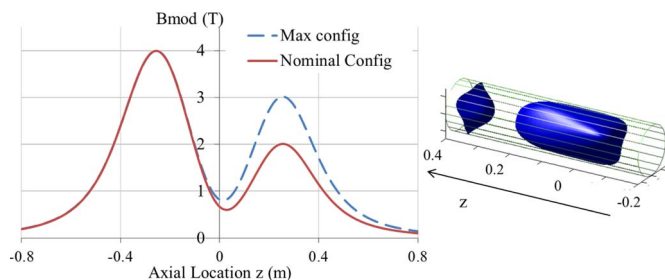 Bmod (T)
Max config
Nominal Config
4
3
2
1
0
-0.8
-0.4
0
0.4
0.8
Axial Location z (m)
0.4
0.2
0
-0.2
z